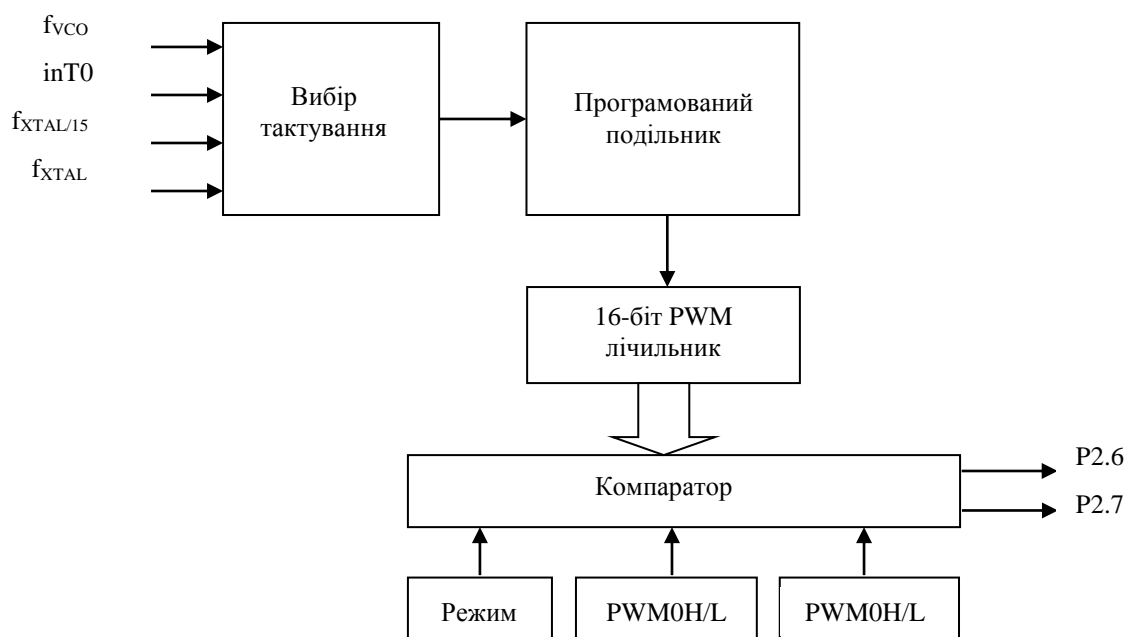 fVCO
inT0
fXTAL/15
fXTAL
Вибір
тактування
Програмований
подільник
16-біт PWM
лічильник
Компаратор
P2.6
P2.7
Режим
PWM0H/L
PWM0H/L